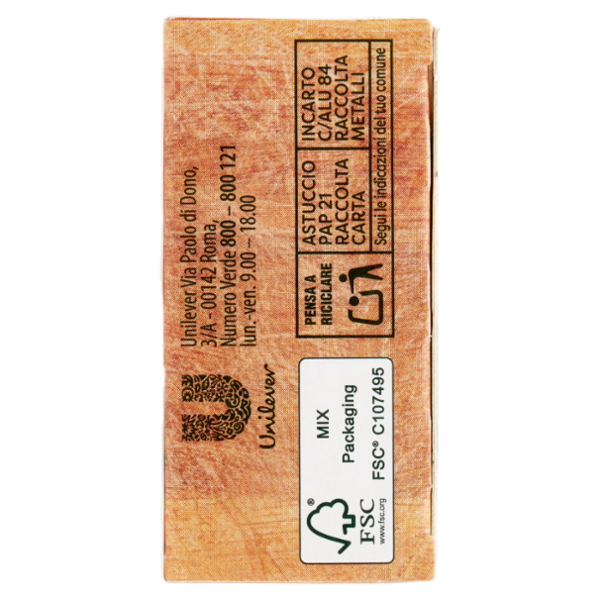 Unilever Via Paolo di Dono,
3/A - 00142 Roma,
Numero Verde 800 – 800 121
lun.-ven. 9.00 – 18.00
Unilever
PENSA A
RICICLARE
ASTUCCIO
PAP 21
RACCOLTA
CARTA
INCARTO
C/ALU 84
RACCOLTA
METALLI
Segui le indicazioni del tuo comune
®
FSC
www.fsc.org
MIX
Packaging
FSC® C107495